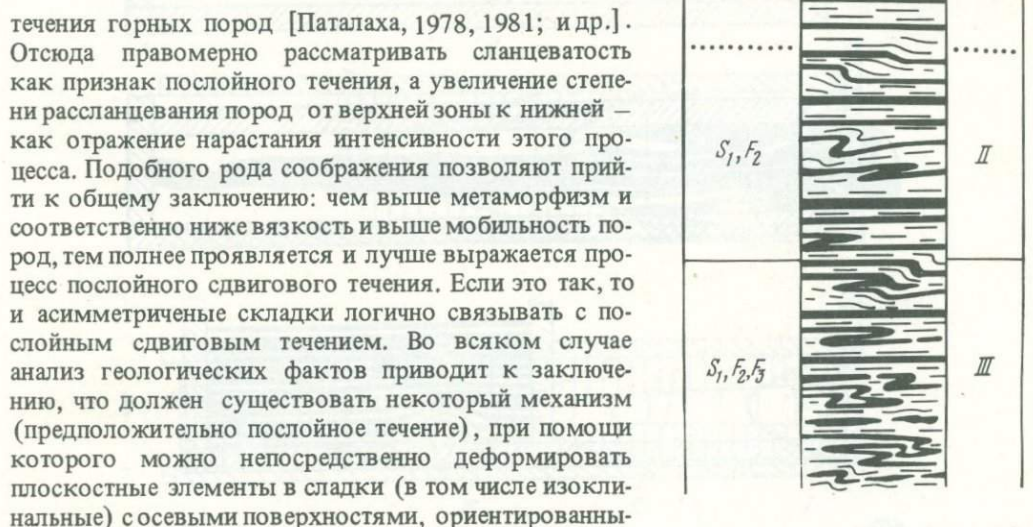 течения горных пород [Паталаха, 1978, 1981; и др.].
Отсюда правомерно рассматривать сланцеватость
как признак послойного течения, а увеличение степе-
ни рассланцевания пород от верхней зоны к нижней —
как отражение нарастания интенсивности этого про-
цесса. Подобного рода соображения позволяют прий-
ти к общему заключению: чем выше метаморфизм и
соответственно ниже вязкость и выше мобильность по-
род, тем полнее проявляется и лучше выражается про-
цесс послойного сдвигового течения. Если это так, то
и асимметриченые складки логично связывать с по-
слойным сдвиговым течением. Во всяком случае
анализ геологических фактов приводит к заключе-
нию, что должен существовать некоторый механизм
(предположительно послойное течение), при помощи
которого можно непосредственно деформировать
плоскостные элементы в сладки (в том числе изокли-
нальные) с осевыми поверхностями, ориентированны-
S₁, F₂
II
S₁, F₂, F₃
III